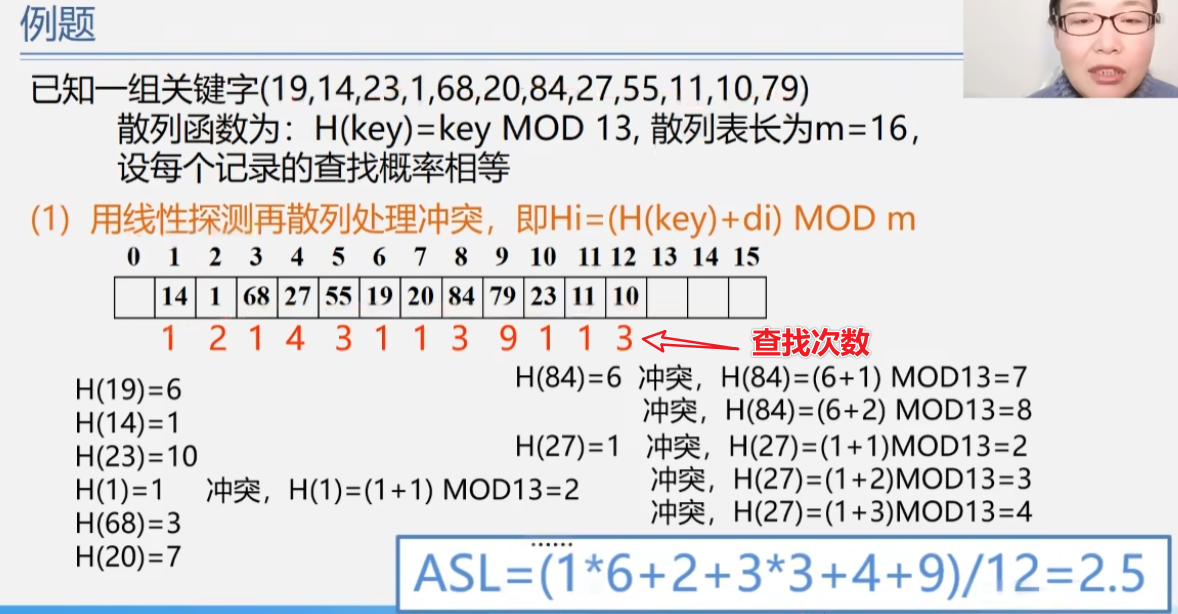 例题
已知一组关键字(19,14,23,1,68,20,84,27,55,11,10,79)
散列函数为：H(key)=key MOD 13, 散列表长为m=16，
设每个记录的查找概率相等
(1) 用线性探测再散列处理冲突，即Hi=(H(key)+di) MOD m
0 1 2 3 4 5 6 7 8 9 10 11 12 13 14 15
14 1 68 27 55 19 20 84 79 23 11 10
1 2 1 4 3 1 1 3 9 1 1 3 查找次数
H(19)=6
H(14)=1
H(23)=10
H(1)=1 冲突，H(1)=(1+1) MOD13=2
H(68)=3
H(20)=7
H(84)=6 冲突，H(84)=(6+1) MOD13=7
冲突，H(84)=(6+2) MOD13=8
H(27)=1 冲突，H(27)=(1+1)MOD13=2
冲突，H(27)=(1+2)MOD13=3
冲突，H(27)=(1+3)MOD13=4
......
ASL=(1*6+2+3*3+4+9)/12=2.5